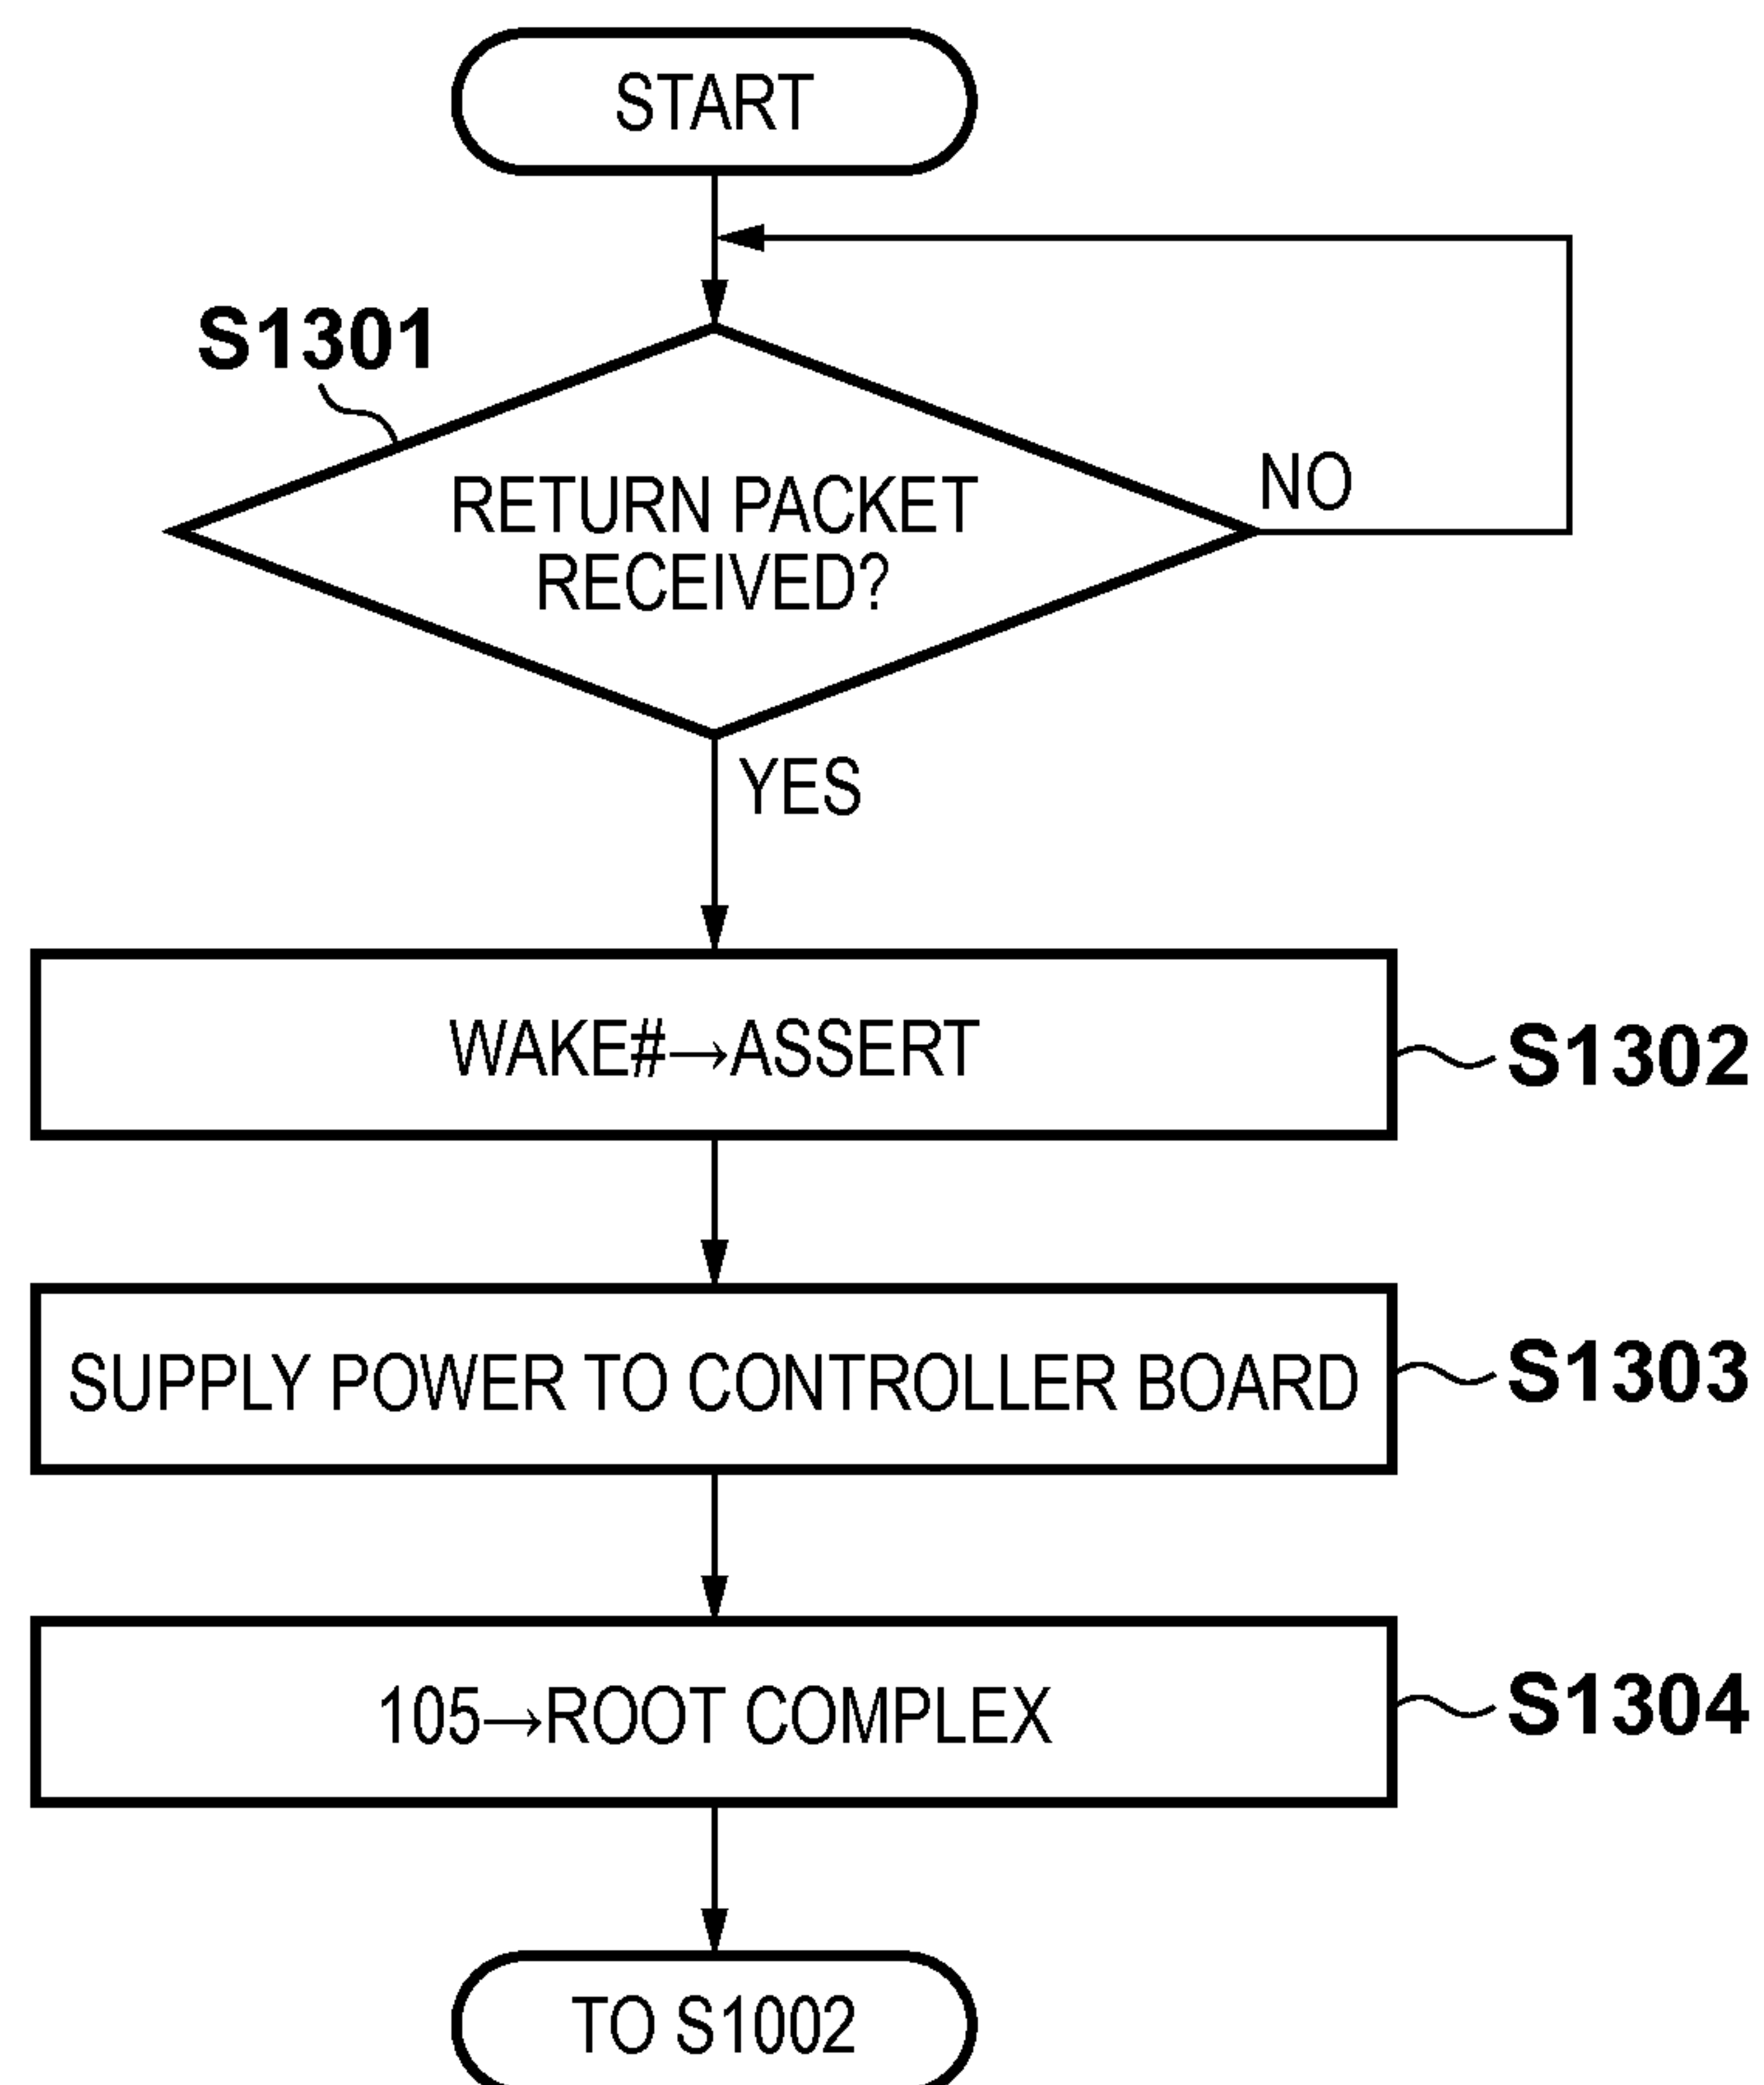 START
S1301
RETURN PACKET
RECEIVED?
NO
YES
WAKE#→ASSERT
S1302
SUPPLY POWER TO CONTROLLER BOARD
S1303
105→ROOT COMPLEX
S1304
TO S1002